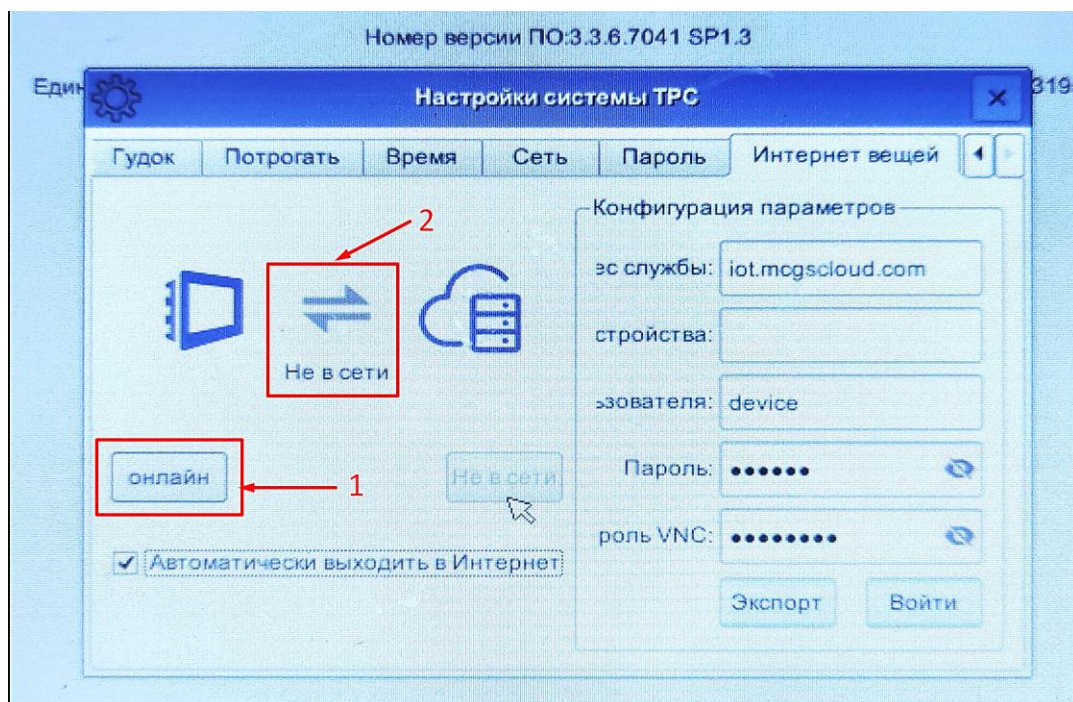 Номер версии ПО:3.3.6.7041 SP1.3
Един
319
Настройки системы TPC
Гудок Потрогать Время Сеть Пароль Интернет вещей
Конфигурация параметров
2
эс службы: iot.mcgscloud.com
стройства:
Не в сети
ьзователя: device
онлайн
1
Не в сети
Пароль: ••••••
роль VNC: ••••••••
Автоматически выходить в Интернет
Экспорт Войти